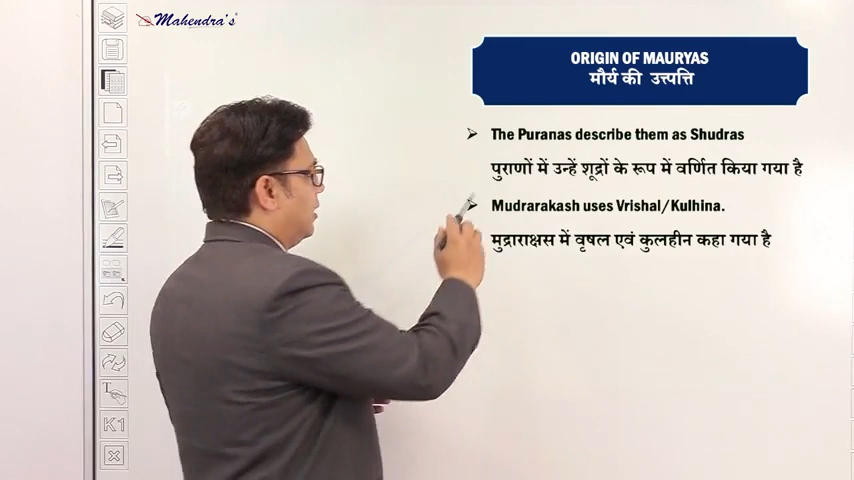 Mahendra's
ORIGIN OF MAURYAS
मौर्य की उत्त्पत्ति
The Puranas describe them as Shudras
पुराणों में उन्हें शूद्रों के रूप में वर्णित किया गया है
Mudrarakash uses Vrishal/Kulhina.
मुद्राराक्षस में वृषल एवं कुलहीन कहा गया है
K1